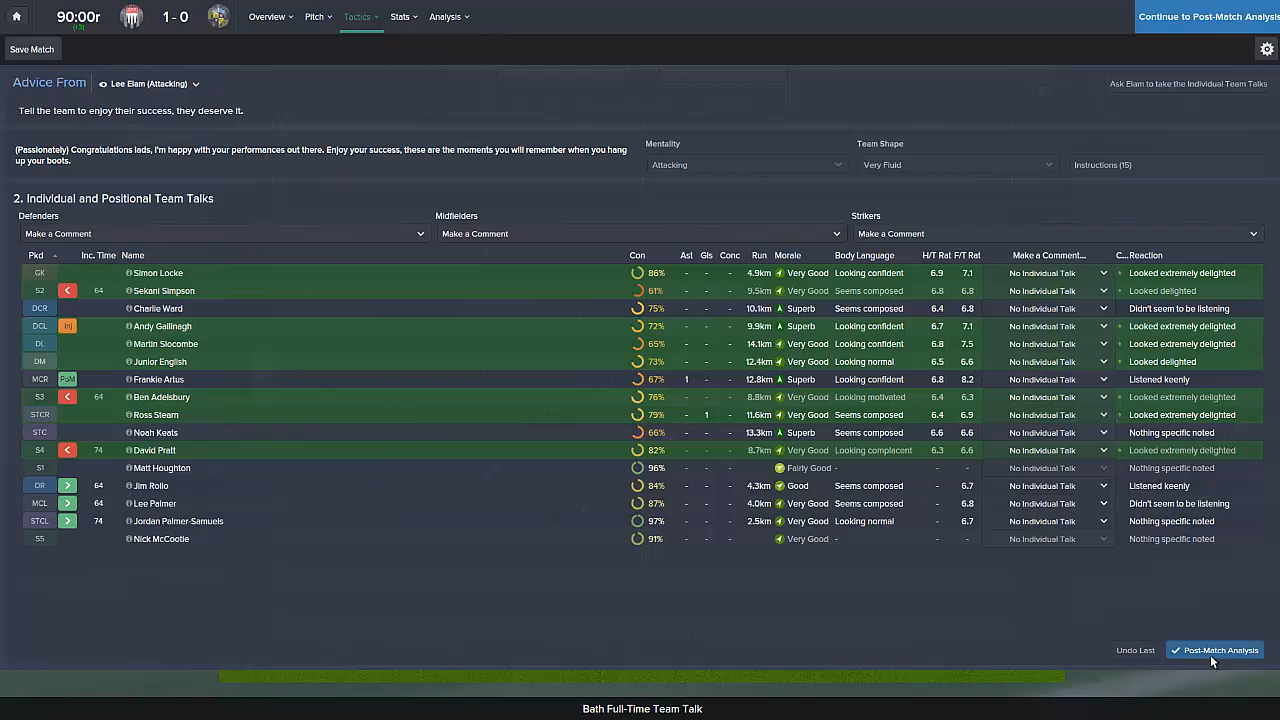 90:00r
(+2)
1 - 0
Overview
Pitch
Tactics
Stats
Analysis
Continue to Post-Match Analysis
Save Match
Advice From
Lee Elam (Attacking)
Ask Elam to take the Individual Team Talks
Tell the team to enjoy their success, they deserve it.
(Passionately) Congratulations lads, I'm happy with your performances out there. Enjoy your success, these are the moments you will remember when you hang
up your boots.
Mentality
Team Shape
Attacking
Very Fluid
Instructions (15)
2. Individual and Positional Team Talks
Defenders
Midfielders
Strikers
Make a Comment
Make a Comment
Make a Comment
Pkd Inc. Time Name Con Ast Gls Conc Run Morale Body Language H/T Rat F/T Rat Make a Comment... C... Reaction
GK Simon Locke 86% - - - 4.9km Very Good Looking confident 6.9 7.1 No Individual Talk Looked extremely delighted
S2 64 Sekani Simpson 61% - - - 9.5km Very Good Seems composed 6.8 6.8 No Individual Talk Looked delighted
DCR Charlie Ward 75% - - - 10.1km Superb Seems composed 6.4 6.8 No Individual Talk Didn't seem to be listening
DCL Inj Andy Gallinagh 72% - - - 9.9km Superb Looking confident 6.7 7.1 No Individual Talk Looked extremely delighted
DL Martin Slocombe 65% - - - 14.1km Very Good Looking confident 6.8 7.5 No Individual Talk Looked extremely delighted
DM Junior English 73% - - - 12.4km Very Good Looking normal 6.5 6.6 No Individual Talk Looked delighted
MCR PoM Frankie Artus 67% 1 - - 12.8km Superb Looking confident 6.8 8.2 No Individual Talk Listened keenly
S3 64 Ben Adelsbury 76% - - - 8.8km Very Good Looking motivated 6.4 6.3 No Individual Talk Looked extremely delighted
STCR Ross Stearn 79% - 1 - 11.6km Very Good Seems composed 6.4 6.9 No Individual Talk Looked extremely delighted
STC Noah Keats 66% - - - 13.3km Superb Seems composed 6.6 6.6 No Individual Talk Nothing specific noted
S4 74 David Pratt 82% - - - 8.7km Very Good Looking complacent 6.3 6.6 No Individual Talk Looked extremely delighted
S1 Matt Houghton 96% - - - Fairly Good - - - No Individual Talk Nothing specific noted
DR 64 Jim Rollo 84% - - - 4.3km Good Seems composed - 6.7 No Individual Talk Listened keenly
MCL 64 Lee Palmer 87% - - - 4.0km Very Good Seems composed - 6.8 No Individual Talk Didn't seem to be listening
STCL 74 Jordan Palmer-Samuels 97% - - - 2.5km Very Good Looking normal - 6.7 No Individual Talk Nothing specific noted
S5 Nick McCootie 91% - - - Very Good - - - No Individual Talk Nothing specific noted
Undo Last
Post-Match Analysis
Bath Full-Time Team Talk